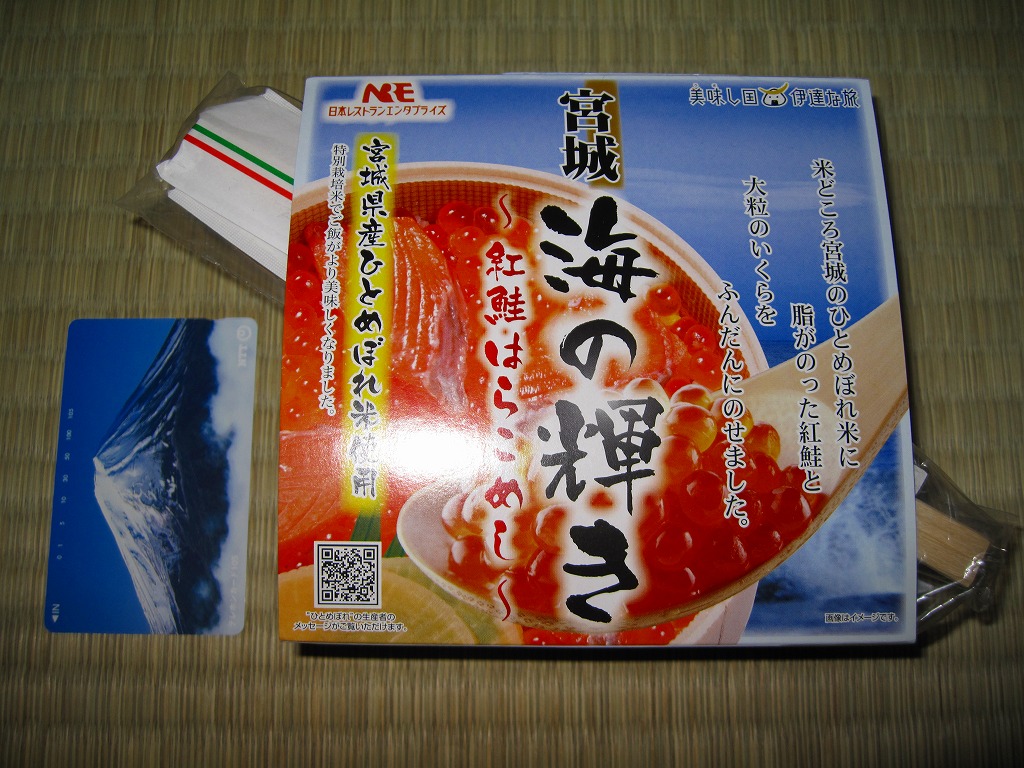 NRE
日本レストランエンタプライズ
美味し国 伊達な旅
宮城
海の輝き
～紅鮭はらこめし～
宮城県産ひとめぼれ米使用
特別栽培米でご飯がより美味しくなりました。
米どころ宮城のひとめぼれ米に
脂がのった紅鮭と
大粒のいくらを
ふんだんにのせました。
"ひとめぼれ"の生産者の
メッセージがご覧いただけます。
画像はイメージです。